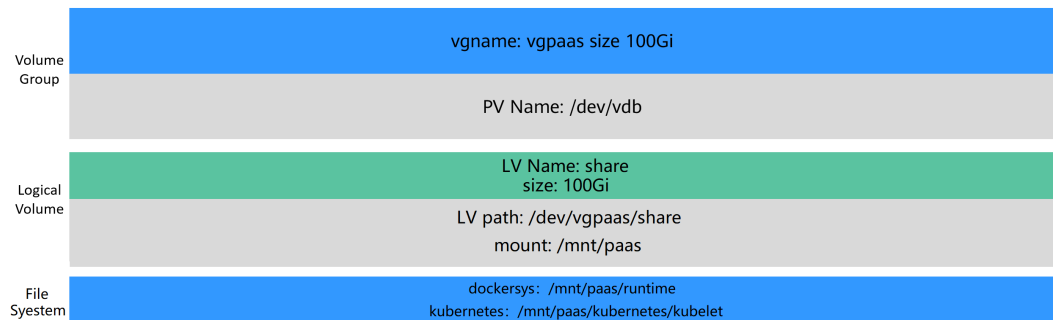 Volume
Group
vgname: vgpaas size 100Gi
PV Name: /dev/vdb
Logical
Volume
LV Name: share
size: 100Gi
LV path: /dev/vgpaas/share
mount: /mnt/paas
File
Syestem
dockersys: /mnt/paas/runtime
kubernetes: /mnt/paas/kubernetes/kubelet